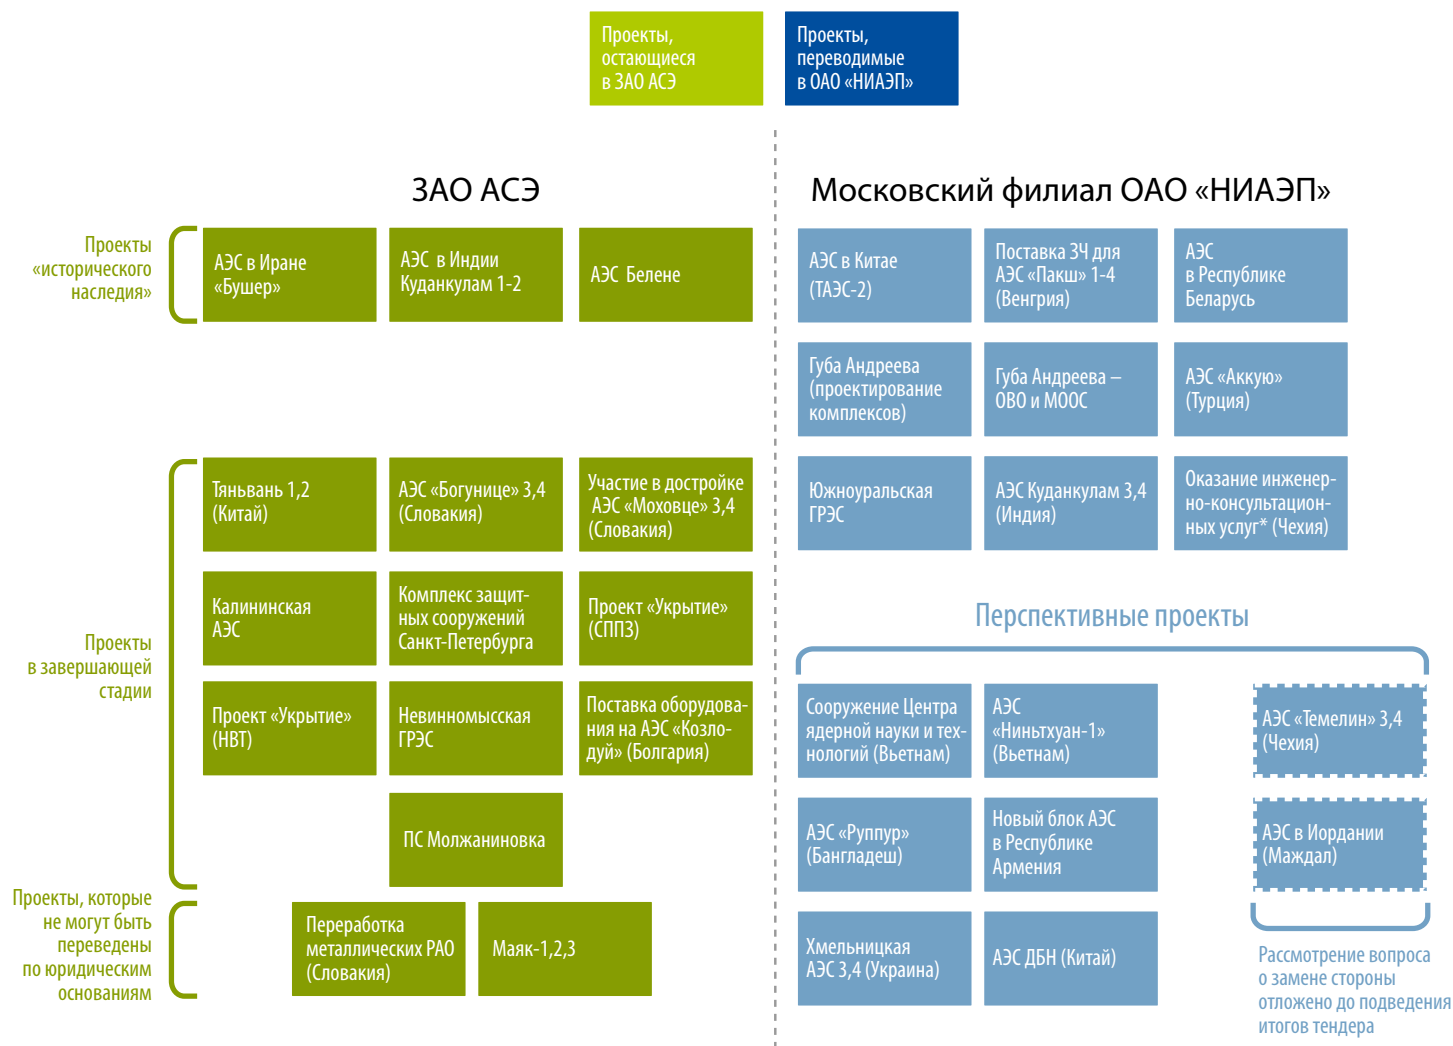 Проекты,
остающиеся
в ЗАО АСЭ
Проекты,
переводимые
в ОАО «НИАЭП»
ЗАО АСЭ
Проекты
«исторического
наследия»
АЭС в Иране
«Бушер»
АЭС в Индии
Куданкулам 1-2
АЭС Белене
Проекты
в завершающей
стадии
Тяньвань 1,2
(Китай)
АЭС «Богунице» 3,4
(Словакия)
Участие в достройке
АЭС «Моховце» 3,4
(Словакия)
Калининская
АЭС
Комплекс защит-
ных сооружений
Санкт-Петербурга
Проект «Укрытие»
(СППЗ)
Проект «Укрытие»
(НВТ)
Невинномысская
ГРЭС
Поставка оборудова-
ния на АЭС «Козло-
дуй» (Болгария)
ПС Молжаниновка
Проекты, которые
не могут быть
переведены
по юридическим
основаниям
Переработка
металлических РАО
(Словакия)
Маяк-1,2,3
Московский филиал ОАО «НИАЭП»
АЭС в Китае
(ТАЭС-2)
Поставка ЗЧ для
АЭС «Пакш» 1-4
(Венгрия)
АЭС
в Республике
Беларусь
Губа Андреева
(проектирование
комплексов)
Губа Андреева –
ОВО и МООС
АЭС «Аккую»
(Турция)
Южноуральская
ГРЭС
АЭС Куданкулам 3,4
(Индия)
Оказание инженер-
но-консультацион-
ных услуг* (Чехия)
Перспективные проекты
Сооружение Центра
ядерной науки и тех-
нологий (Вьетнам)
АЭС
«Ниньтхуан-1»
(Вьетнам)
АЭС «Темелин» 3,4
(Чехия)
АЭС «Руппур»
(Бангладеш)
Новый блок АЭС
в Республике
Армения
АЭС в Иордании
(Маждал)
Хмельницкая
АЭС 3,4 (Украина)
АЭС ДБН (Китай)
Рассмотрение вопроса
о замене стороны
отложено до подведения
итогов тендера